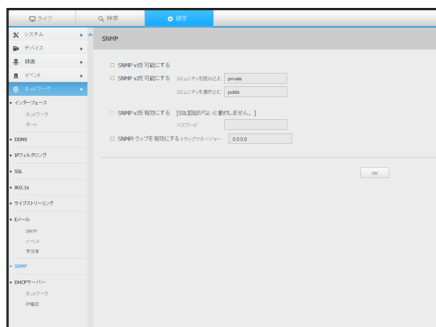 ライブ
検索
設定
システム
デバイス
録画
イベント
ネットワーク
SNMP
SNMP v1を可能にする
SNMP v2を可能にする コミュニティを読み込む private
コミュニティを書き込む public
SNMP v3を有効にする [SSL認証がないと動作しません。]
パスワード
SNMPトラップを有効にする トラップマネージャー 0.0.0.0
OK
• インターフェース
ネットワーク
ポート
• DDNS
• IPフィルタリング
• SSL
• 802.1x
• ライブストリーミング
• Eメール
SMTP
イベント
受信者
• SNMP
• DHCPサーバー
ネットワーク
IP確認